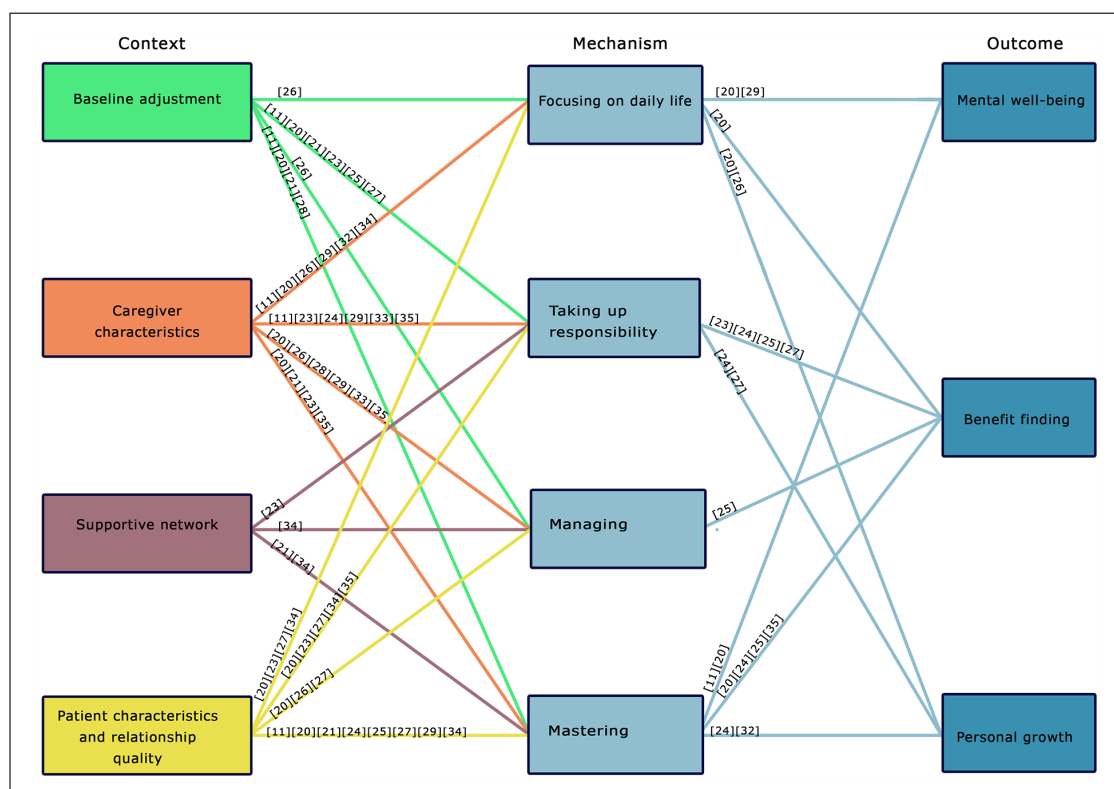 Context
Mechanism
Outcome
Baseline adjustment
Caregiver
characteristics
Supportive network
Patient characteristics
and relationship
quality
Focusing on daily life
Taking up
responsibility
Managing
Mastering
Mental well-being
Benefit finding
Personal growth
[26]
[11][20][21][23][25][27]
[26]
[11][20][21][28]
[11][20][26][29][32][34]
[11][23][24][29][33][35]
[20][26][28][29][33][35
[20][21][23][35]
[23]
[34]
[21][34]
[20][23][27][34]
[20][23][27][34][35]
[20][26][27]
[11][20][21][24][25][27][29][34]
[20][29]
[20]
[20][26]
[23][24][25][27]
[24][27]
[25]
[11][20]
[20][24][25][35]
[24][32]